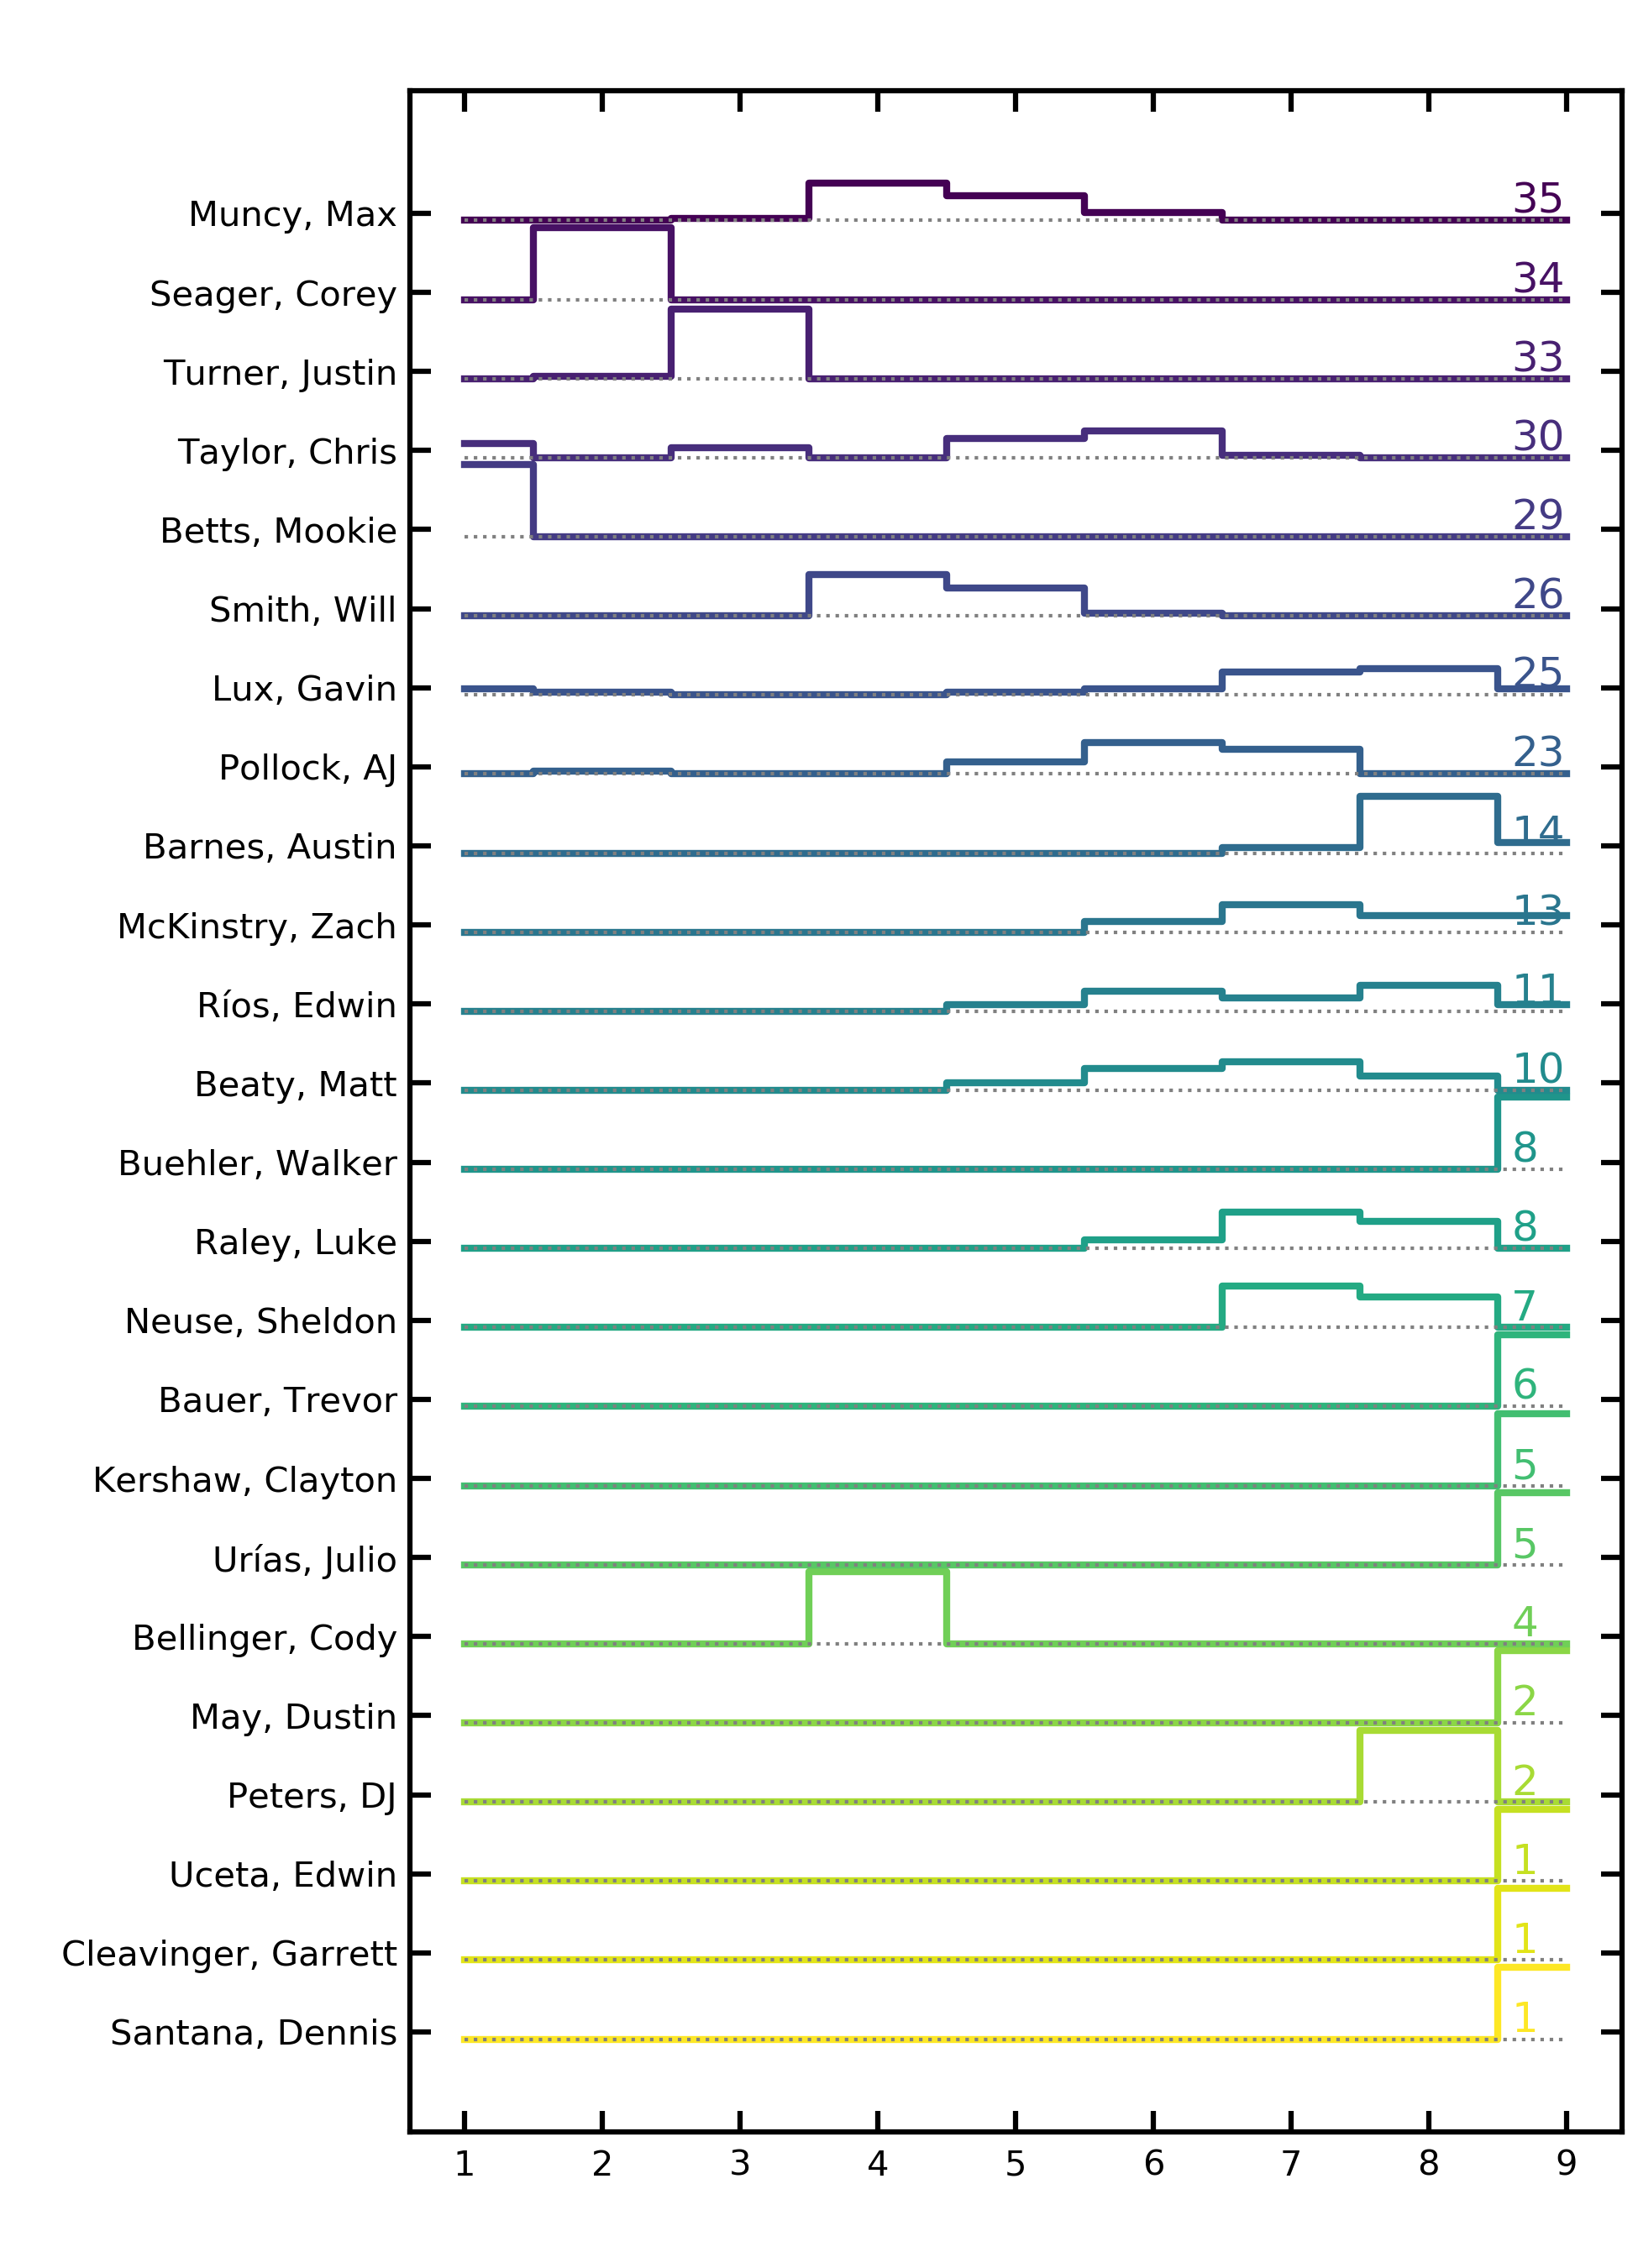 Muncy, Max 35
Seager, Corey 34
Turner, Justin 33
Taylor, Chris 30
Betts, Mookie 29
Smith, Will 26
Lux, Gavin 25
Pollock, AJ 23
Barnes, Austin 14
McKinstry, Zach 13
Ríos, Edwin 11
Beaty, Matt 10
Buehler, Walker 8
Raley, Luke 8
Neuse, Sheldon 7
Bauer, Trevor 6
Kershaw, Clayton 5
Urías, Julio 5
Bellinger, Cody 4
May, Dustin 2
Peters, DJ 2
Uceta, Edwin 1
Cleavinger, Garrett 1
Santana, Dennis 1
1 2 3 4 5 6 7 8 9